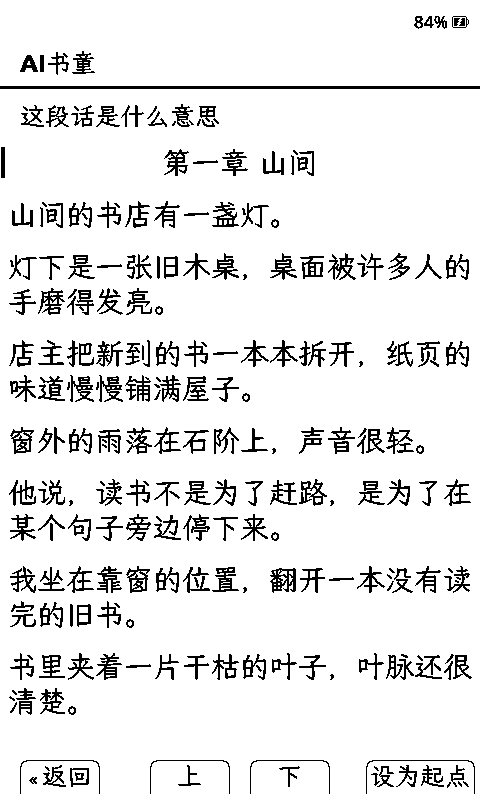 84%
AI书童
这段话是什么意思
第一章 山间
山间的书店有一盏灯。
灯下是一张旧木桌，桌面被许多人的
手磨得发亮。
店主把新到的书一本本拆开，纸页的
味道慢慢铺满屋子。
窗外的雨落在石阶上，声音很轻。
他说，读书不是为了赶路，是为了在
某个句子旁边停下来。
我坐在靠窗的位置，翻开一本没有读
完的旧书。
书里夹着一片干枯的叶子，叶脉还很
清楚。
« 返回 上 下 设为起点